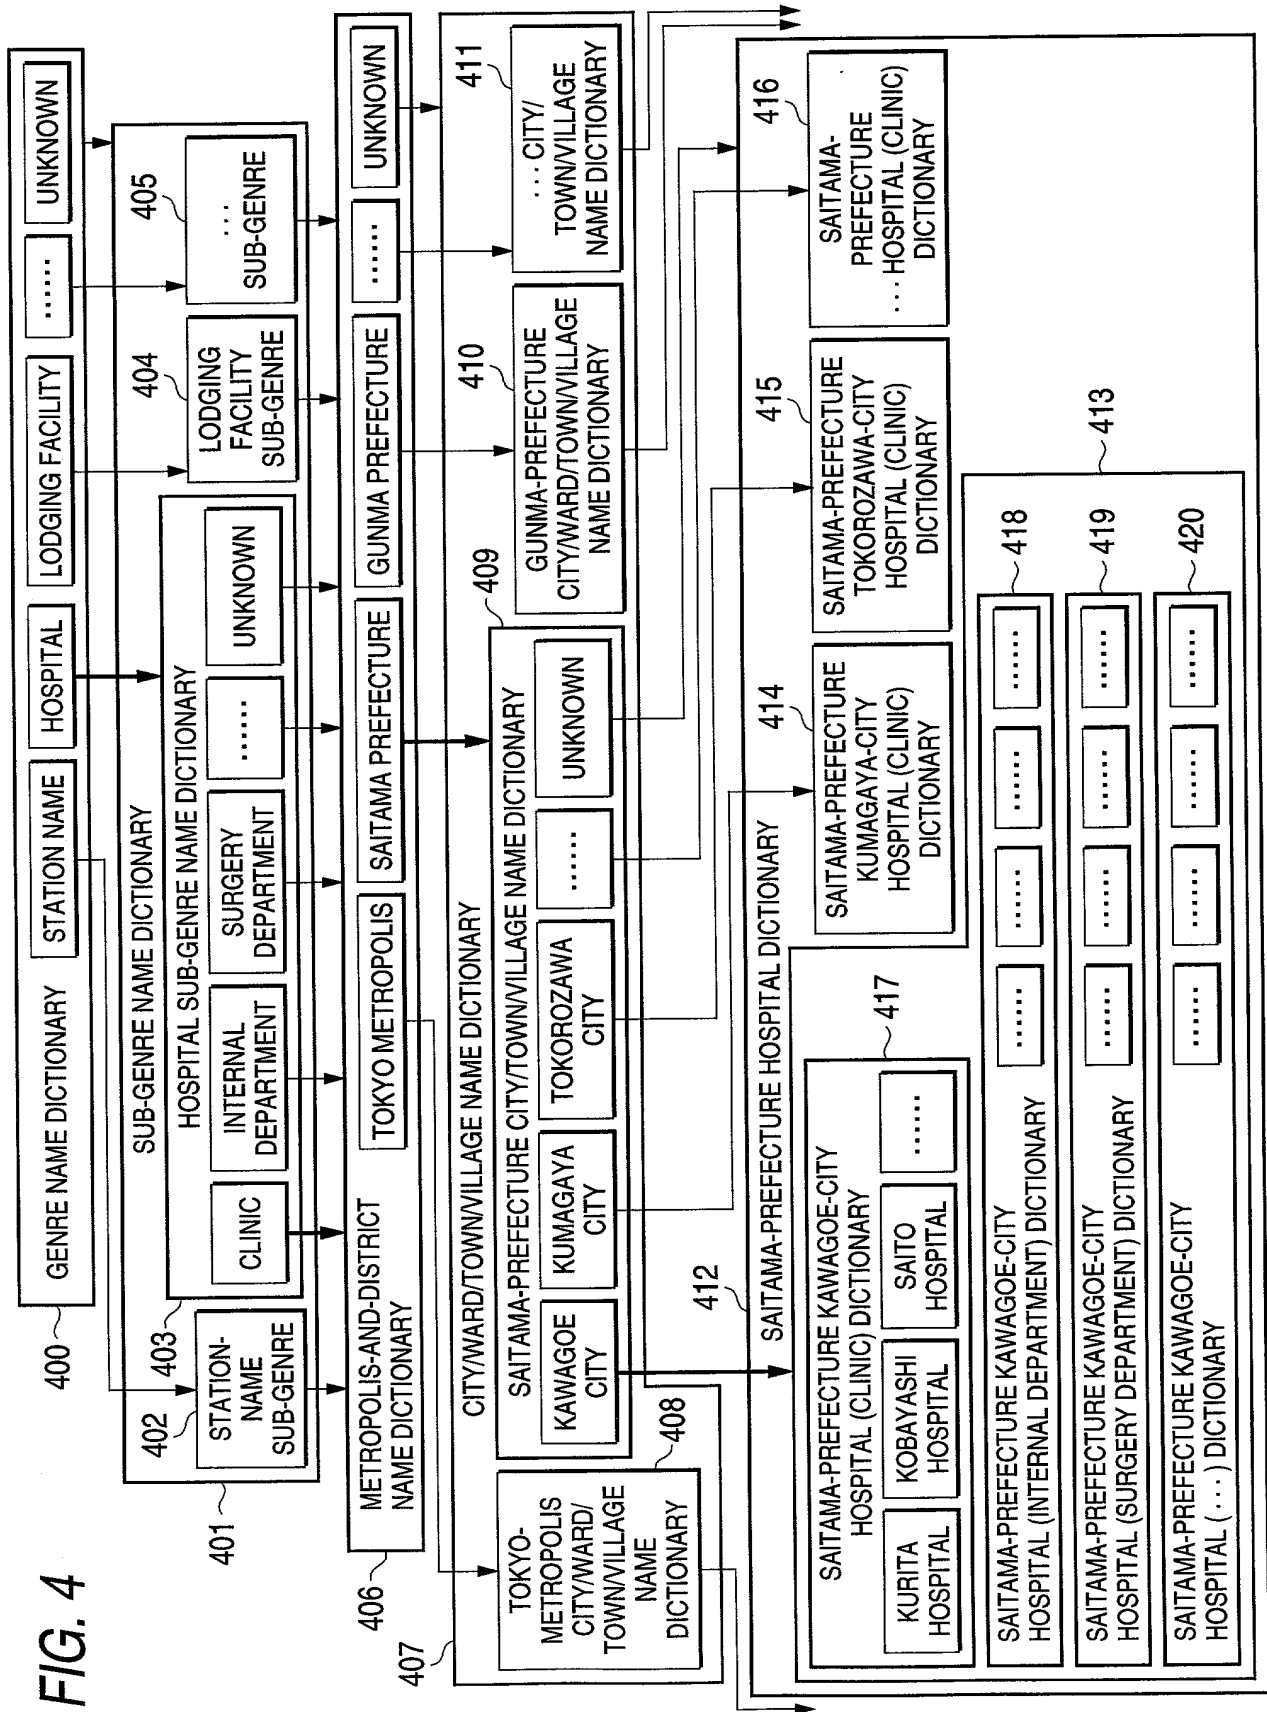 FIG. 4
400
GENRE NAME DICTIONARY
STATION NAME
HOSPITAL
LODGING FACILITY
......
UNKNOWN
401
SUB-GENRE NAME DICTIONARY
402
STATION-
NAME
SUB-GENRE
403
HOSPITAL SUB-GENRE NAME DICTIONARY
CLINIC
INTERNAL
DEPARTMENT
SURGERY
DEPARTMENT
......
UNKNOWN
404
LODGING
FACILITY
SUB-GENRE
405
...
SUB-GENRE
406
METROPOLIS-AND-DISTRICT
NAME DICTIONARY
TOKYO METROPOLIS
SAITAMA PREFECTURE
GUNMA PREFECTURE
......
UNKNOWN
407
CITY/WARD/TOWN/VILLAGE NAME DICTIONARY
408
TOKYO-
METROPOLIS
CITY/WARD/
TOWN/VILLAGE
NAME
DICTIONARY
409
SAITAMA-PREFECTURE CITY/TOWN/VILLAGE NAME DICTIONARY
KAWAGOE
CITY
KUMAGAYA
CITY
TOKOROZAWA
CITY
......
UNKNOWN
410
GUNMA-PREFECTURE
CITY/WARD/TOWN/VILLAGE
NAME DICTIONARY
411
... CITY/
TOWN/VILLAGE
NAME DICTIONARY
412
SAITAMA-PREFECTURE HOSPITAL DICTIONARY
413
SAITAMA-PREFECTURE KAWAGOE-CITY
HOSPITAL (CLINIC) DICTIONARY
417
KURITA
HOSPITAL
KOBAYASHI
HOSPITAL
SAITO
HOSPITAL
......
414
SAITAMA-PREFECTURE
KUMAGAYA-CITY
HOSPITAL (CLINIC)
DICTIONARY
415
SAITAMA-PREFECTURE
TOKOROZAWA-CITY
HOSPITAL (CLINIC)
DICTIONARY
416
SAITAMA-
PREFECTURE
... HOSPITAL (CLINIC)
DICTIONARY
SAITAMA-PREFECTURE KAWAGOE-CITY
HOSPITAL (INTERNAL DEPARTMENT) DICTIONARY
......
......
......
......
418
SAITAMA-PREFECTURE KAWAGOE-CITY
HOSPITAL (SURGERY DEPARTMENT) DICTIONARY
......
......
......
......
419
SAITAMA-PREFECTURE KAWAGOE-CITY
HOSPITAL (...) DICTIONARY
......
......
......
......
420